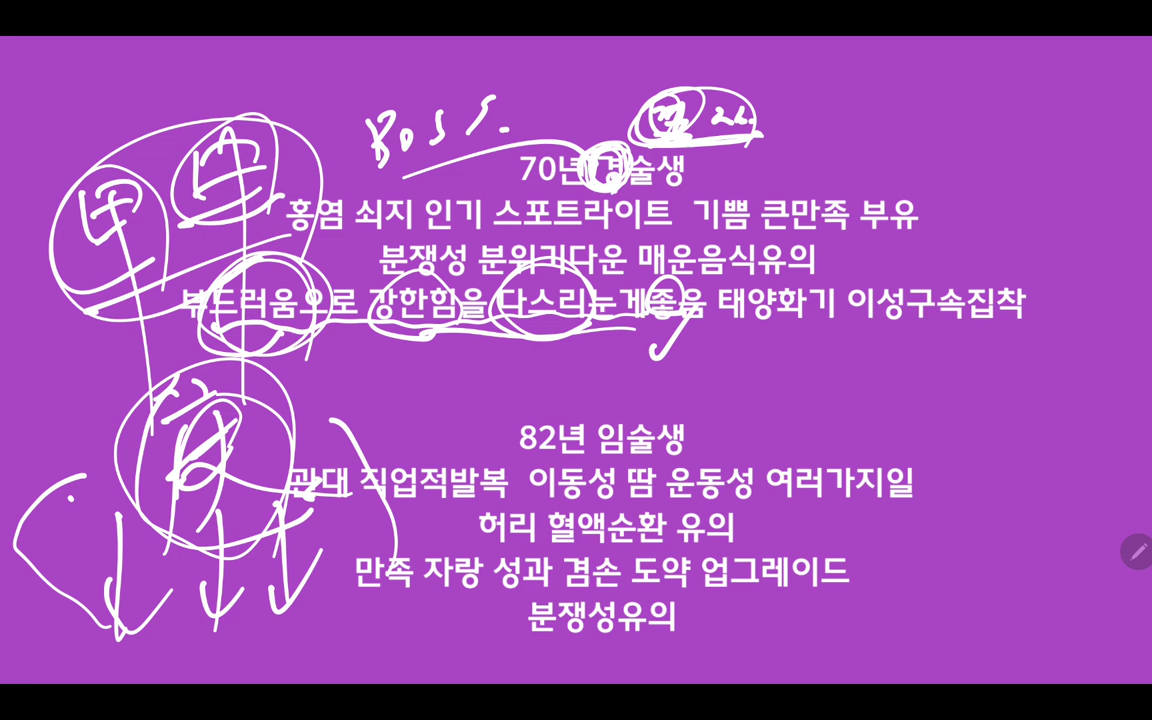 BOSS.
70년 경술생
홍염 쇠지 인기 스포트라이트 기쁨 큰만족 부유
분쟁성 분위기다운 매운음식유의
부드러움으로 강한힘을 다스리는게좋음 태양화기 이성구속집착
82년 임술생
관대 직업적발복 이동성 땀 운동성 여러가지일
허리 혈액순환 유의
만족 자랑 성과 겸손 도약 업그레이드
분쟁성유의